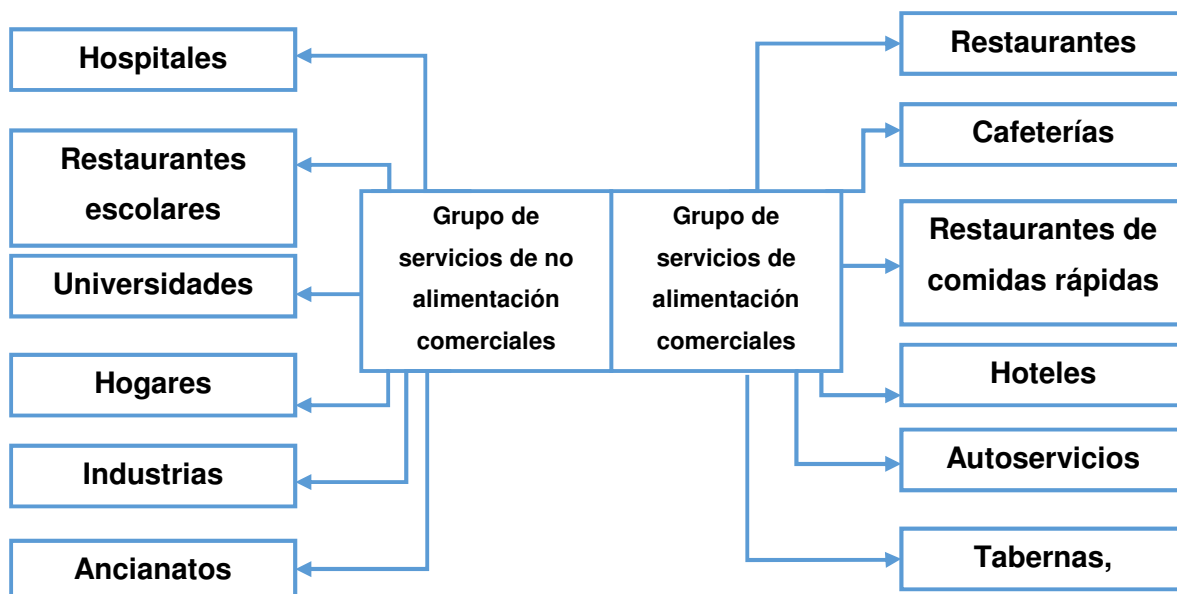 Hospitales
Restaurantes
escolares
Universidades
Hogares
Industrias
Ancianatos
Grupo de
servicios de no
alimentación
comerciales
Grupo de
servicios de
alimentación
comerciales
Restaurantes
Cafeterías
Restaurantes de
comidas rápidas
Hoteles
Autoservicios
Tabernas,